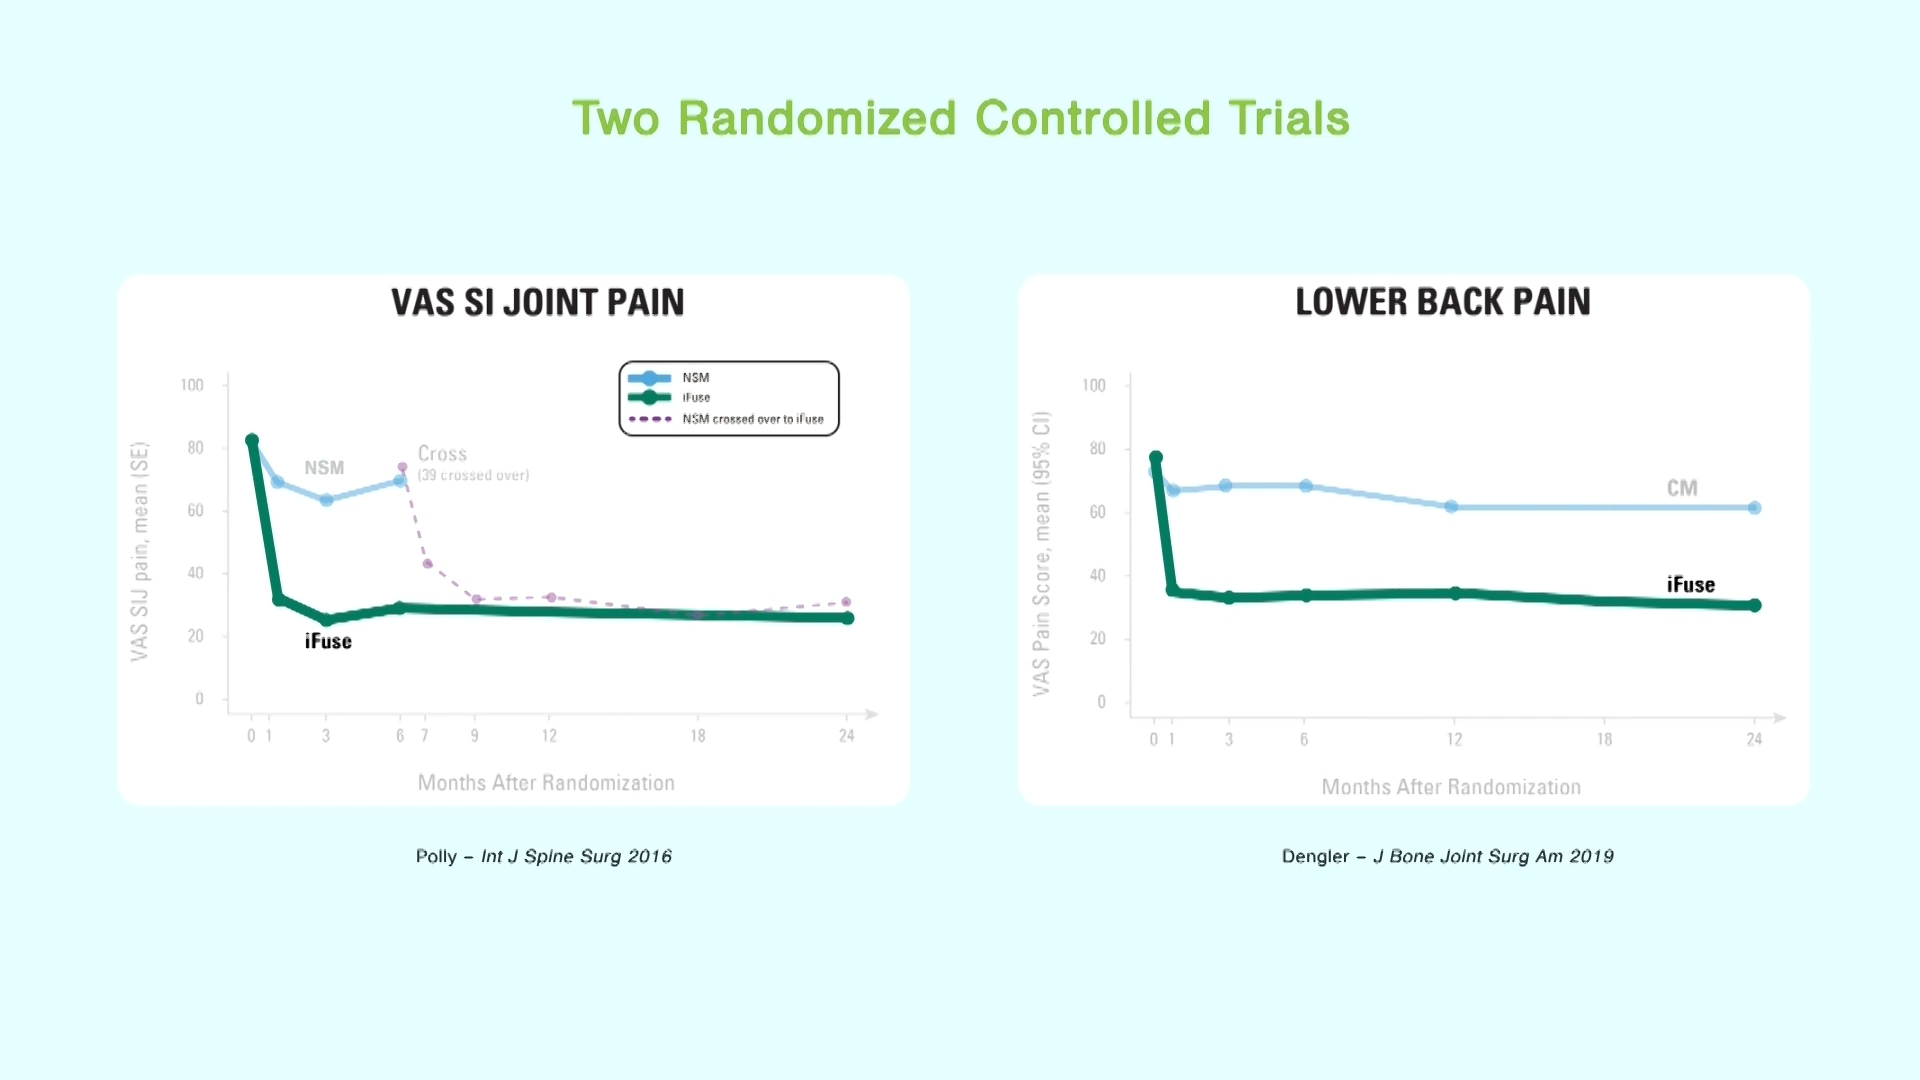 Two Randomized Controlled Trials
VAS SI JOINT PAIN
NSM
iFuse
NSM crossed over to iFuse
VAS SIJ pain, mean (SE)
100
80
60
40
20
0
NSM
Cross
(39 crossed over)
iFuse
0 1 3 6 7 9 12 18 24
Months After Randomization
Polly – Int J Spine Surg 2016
LOWER BACK PAIN
VAS Pain Score, mean (95% CI)
100
80
60
40
20
0
CM
iFuse
0 1 3 6 12 18 24
Months After Randomization
Dengler – J Bone Joint Surg Am 2019